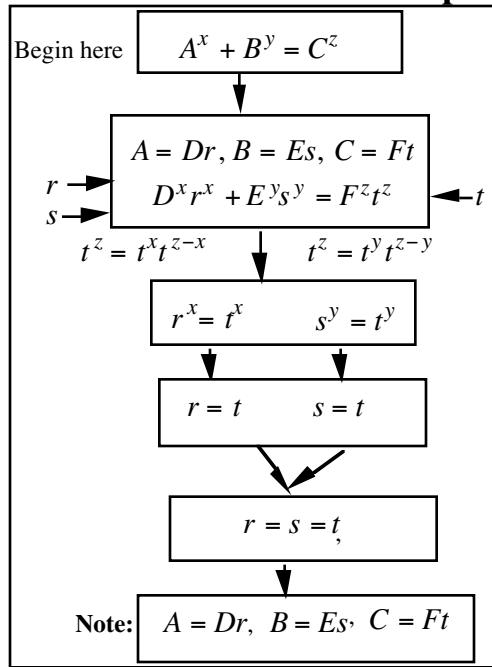 Begin here A^x + B^y = C^z
A = Dr, B = Es, C = Ft
r
D^x r^x + E^y s^y = F^z t^z
t
s
t^z = t^x t^{z-x} t^z = t^y t^{z-y}
r^x = t^x s^y = t^y
r = t s = t
r = s = t,
Note: A = Dr, B = Es, C = Ft